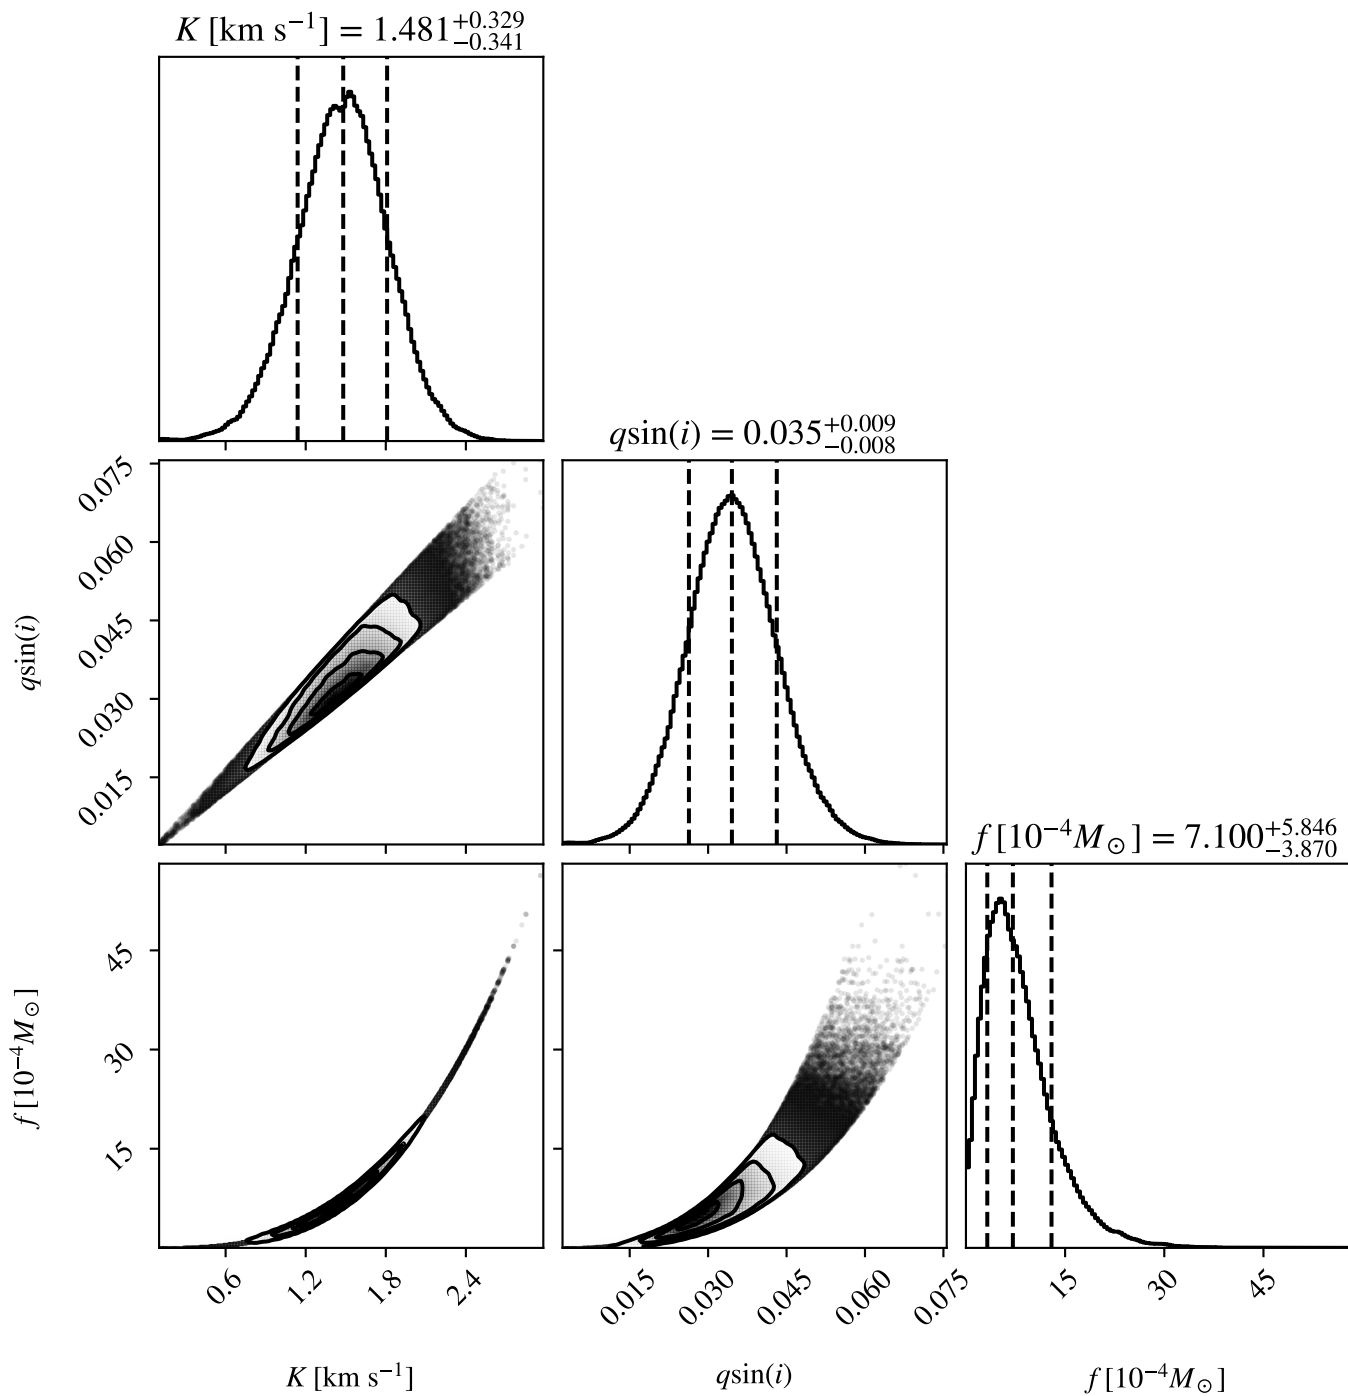 K [km s⁻¹] = 1.481 +0.329 −0.341
q sin(i) = 0.035 +0.009 −0.008
0.075
0.060
0.045
0.030
0.015
q sin(i)
f [10⁻⁴M⊙] = 7.100 +5.846 −3.870
45
30
15
f [10⁻⁴M⊙]
0.6 1.2 1.8 2.4
0.015 0.030 0.045 0.060 0.075
15 30 45
K [km s⁻¹]
q sin(i)
f [10⁻⁴M⊙]